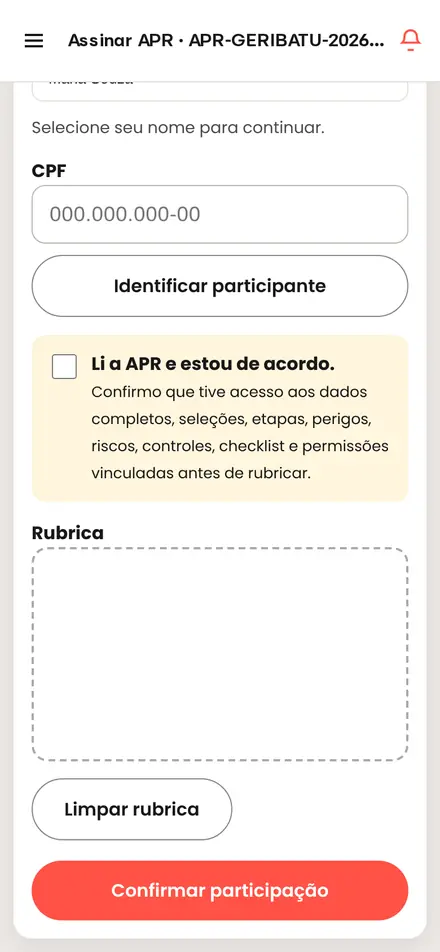 Assinar APR · APR-GERIBATU-2026...
Selecione seu nome para continuar.
CPF
000.000.000-00
Identificar participante
Li a APR e estou de acordo.
Confirmo que tive acesso aos dados
completos, seleções, etapas, perigos,
riscos, controles, checklist e permissões
vinculadas antes de rubricar.
Rubrica
Limpar rubrica
Confirmar participação